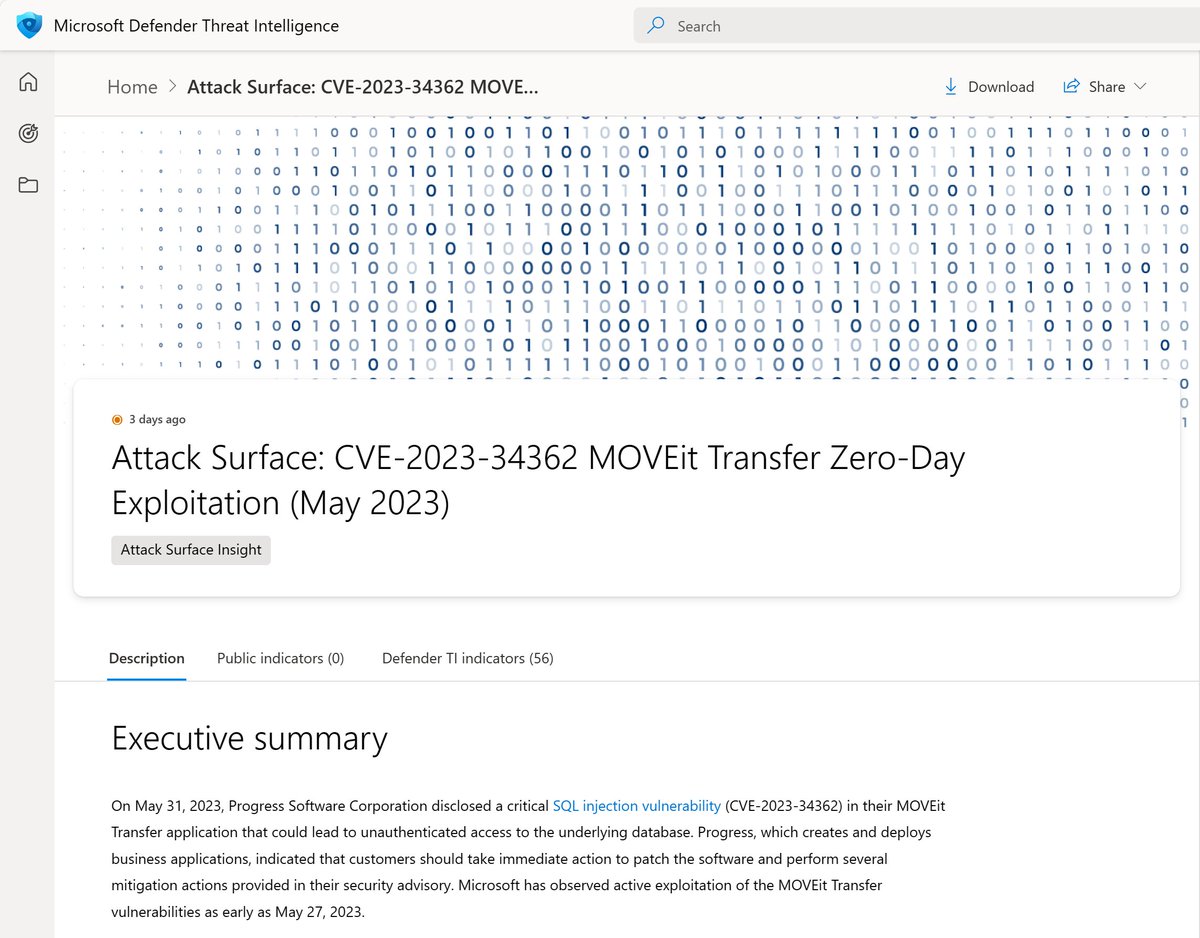 Microsoft Defender Threat Intelligence
Search
Home > Attack Surface: CVE-2023-34362 MOVE...
Download
Share
3 days ago
Attack Surface: CVE-2023-34362 MOVEit Transfer Zero-Day
Exploitation (May 2023)
Attack Surface Insight
Description
Public indicators (0)
Defender TI indicators (56)
Executive summary
On May 31, 2023, Progress Software Corporation disclosed a critical SQL injection vulnerability (CVE-2023-34362) in their MOVEit
Transfer application that could lead to unauthenticated access to the underlying database. Progress, which creates and deploys
business applications, indicated that customers should take immediate action to patch the software and perform several
mitigation actions provided in their security advisory. Microsoft has observed active exploitation of the MOVEit Transfer
vulnerabilities as early as May 27, 2023.